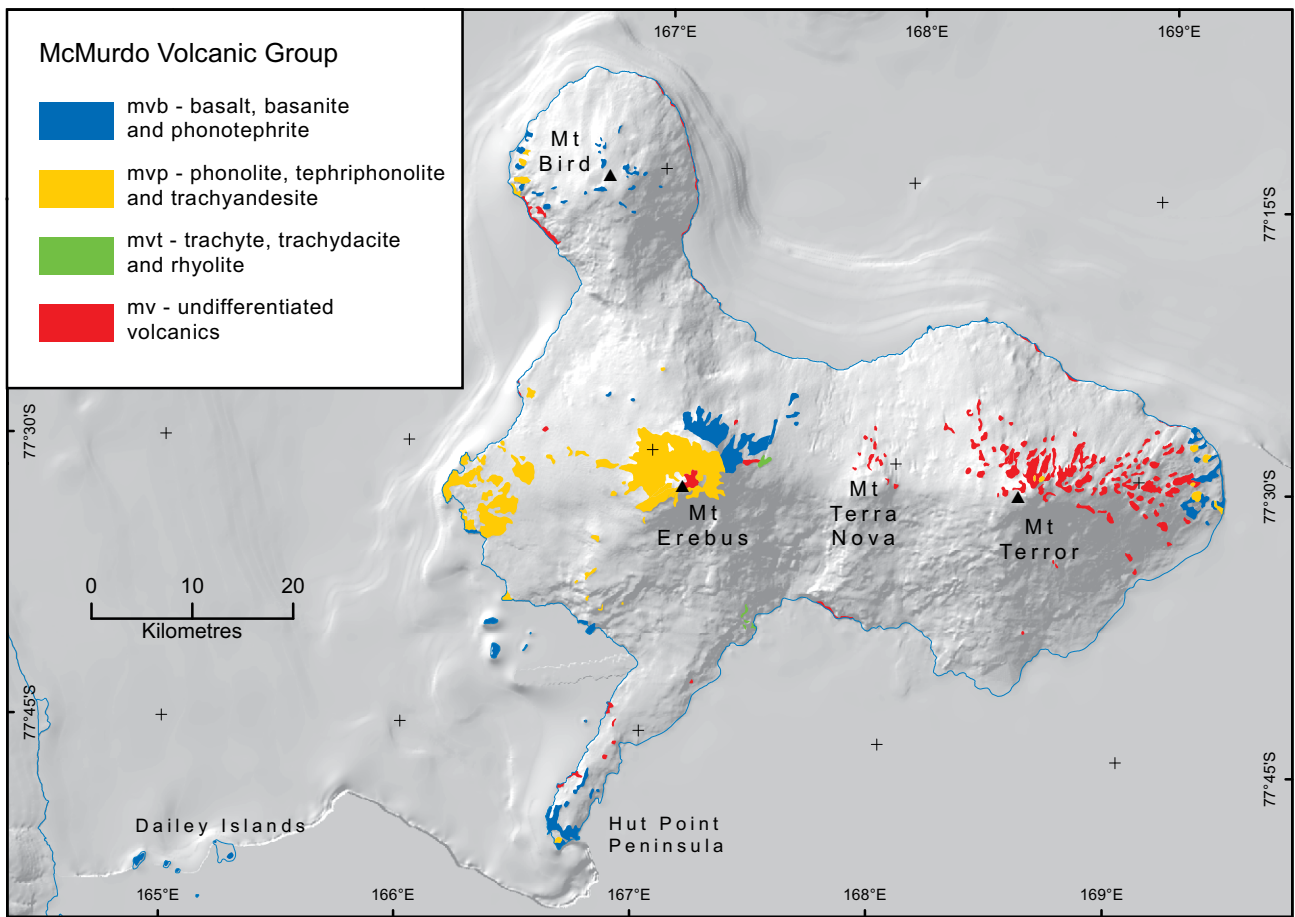 McMurdo Volcanic Group
mvb - basalt, basanite
and phonotephrite
mvp - phonolite, tephriphonolite
and trachyandesite
mvt - trachyte, trachydacite
and rhyolite
mv - undifferentiated
volcanics
167°E
168°E
169°E
Mt
Bird
77°15'S
77°30'S
77°30'S
Mt
Erebus
Mt
Terra
Nova
Mt
Terror
0
10
20
Kilometres
77°45'S
77°45'S
Dailey Islands
Hut Point
Peninsula
165°E
166°E
167°E
168°E
169°E